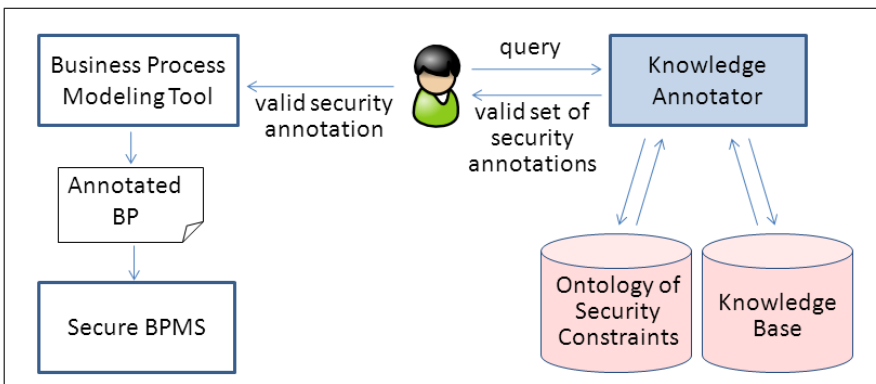 Business Process
Modeling Tool
valid security
annotation
query
valid set of
security
annotations
Knowledge
Annotator
Annotated
BP
Secure BPMS
Ontology of
Security
Constraints
Knowledge
Base